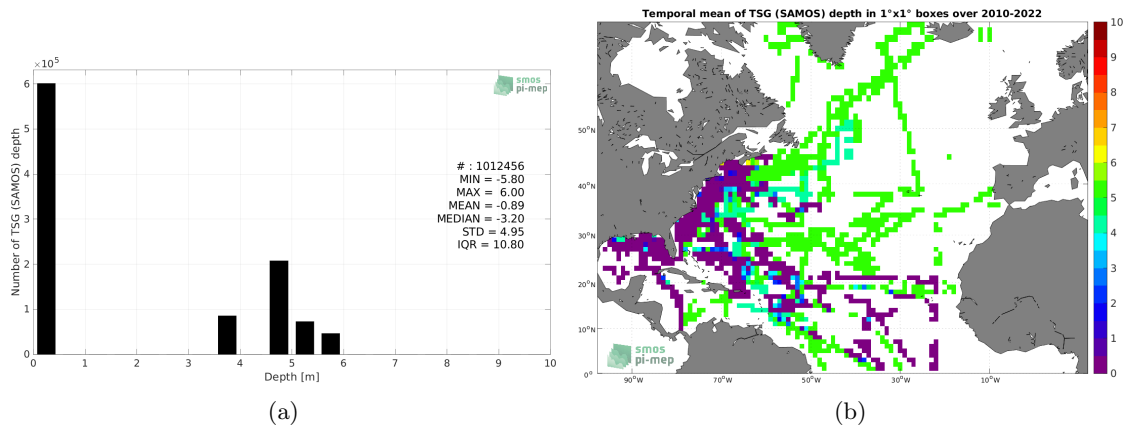 ×10⁵
6
5
4
3
2
1
0
Number of TSG (SAMOS) depth
smos
pi-mep
# : 1012456
MIN = -5.80
MAX = 6.00
MEAN = -0.89
MEDIAN = -3.20
STD = 4.95
IQR = 10.80
0 1 2 3 4 5 6 7 8 9 10
Depth [m]
(a)
Temporal mean of TSG (SAMOS) depth in 1°x1° boxes over 2010-2022
50°N
40°N
30°N
20°N
10°N
0°
90°W 70°W 50°W 30°W 10°W
smos
pi-mep
10
9
8
7
6
5
4
3
2
1
0
(b)